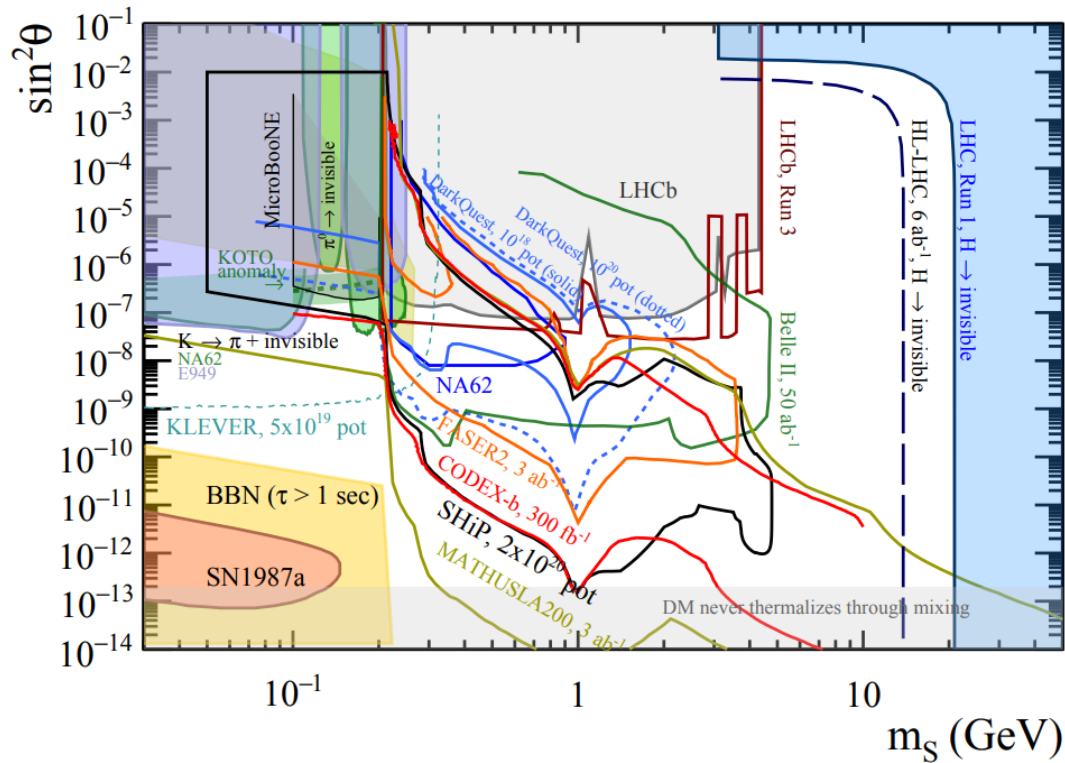 sin²θ
10⁻¹
10⁻²
10⁻³
10⁻⁴
10⁻⁵
10⁻⁶
10⁻⁷
10⁻⁸
10⁻⁹
10⁻¹⁰
10⁻¹¹
10⁻¹²
10⁻¹³
10⁻¹⁴
MicroBooNE
π⁰ → invisible
KOTO
anomaly
→
K → π + invisible
NA62
E949
KLEVER, 5x10¹⁹ pot
BBN (τ > 1 sec)
SN1987a
DarkQuest, 10¹⁸ pot (solid)
DarkQuest, 10²⁰ pot (dotted)
LHCb
NA62
FASER2, 3 ab⁻¹
CODEX-b, 300 fb⁻¹
SHiP, 2x10²⁰ pot
MATHUSLA200, 3 ab⁻¹
LHCb, Run 3
Belle II, 50 ab⁻¹
HL-LHC, 6 ab⁻¹, H → invisible
LHC, Run 1, H → invisible
DM never thermalizes through mixing
10⁻¹
1
10
m_S (GeV)